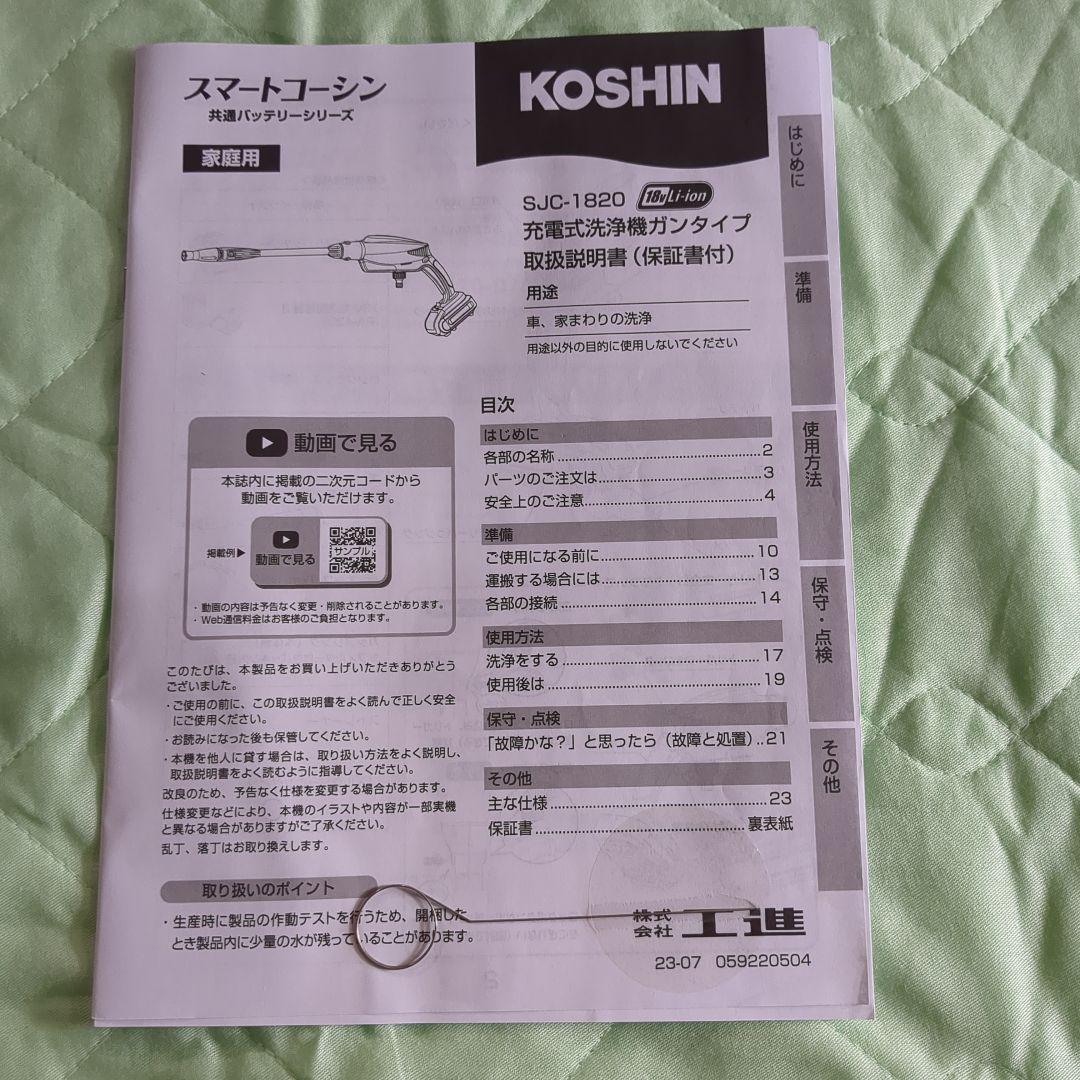 スマートコーシン
共通バッテリーシリーズ
家庭用
KOSHIN
SJC-1820 18V Li-ion
充電式洗浄機ガンタイプ
取扱説明書（保証書付）
用途
車、家まわりの洗浄
用途以外の目的に使用しないでください
動画で見る
本誌内に掲載の二次元コードから
動画をご覧いただけます。
掲載例▶
動画で見る
サンプル
・動画の内容は予告なく変更・削除されることがあります。
・Web通信料金はお客様のご負担となります。
このたびは、本製品をお買い上げいただきありがとう
ございました。
・ご使用の前に、この取扱説明書をよく読んで正しく安全
にご使用ください。
・お読みになった後も保管してください。
・本機を他人に貸す場合は、取り扱い方法をよく説明し、
取扱説明書をよく読むように指導してください。
改良のため、予告なく仕様を変更する場合があります。
仕様変更などにより、本機のイラストや内容が一部実機
と異なる場合がありますがご了承ください。
乱丁、落丁はお取り換えします。
取り扱いのポイント
・生産時に製品の作動テストを行うため、開梱した
とき製品内に少量の水が残っていることがあります。
目次
はじめに
各部の名称 2
パーツのご注文は 3
安全上のご注意 4
準備
ご使用になる前に 10
運搬する場合には 13
各部の接続 14
使用方法
洗浄をする 17
使用後は 19
保守・点検
「故障かな？」と思ったら（故障と処置）..21
その他
主な仕様 23
保証書 裏表紙
株式会社 工進
23-07 059220504
はじめに
準備
使用方法
保守・点検
その他